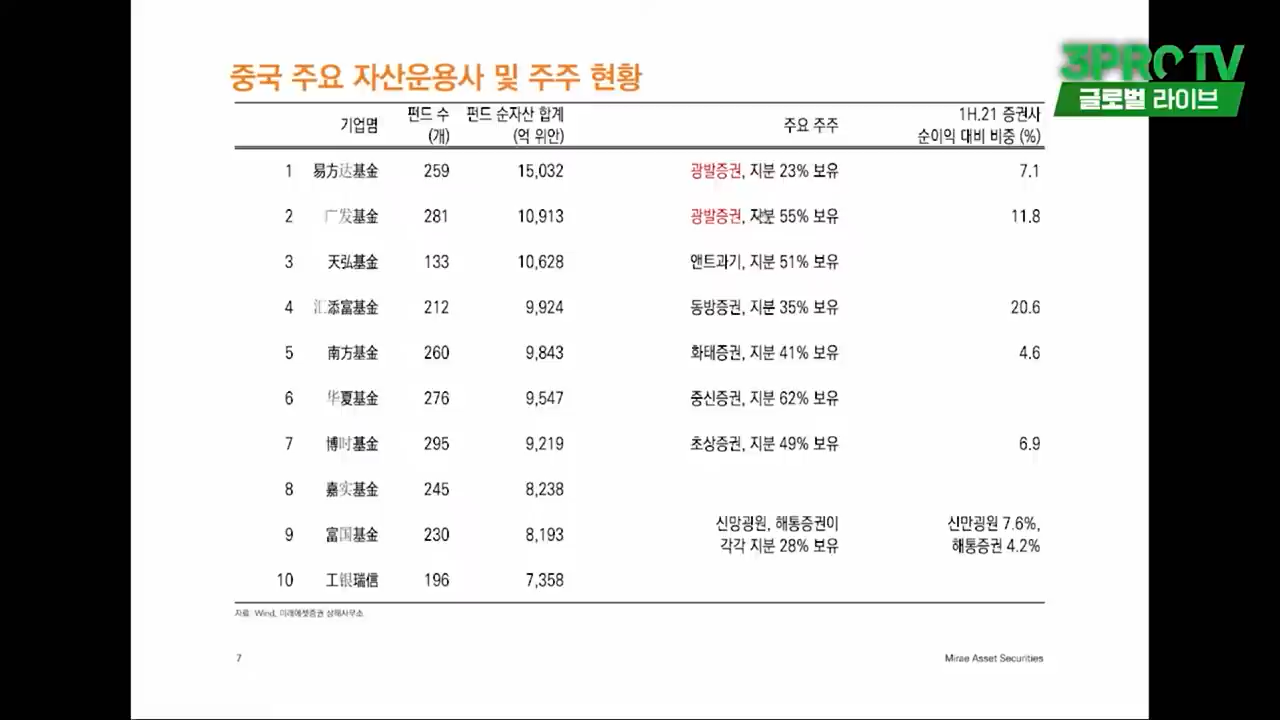 3PRO TV
글로벌 라이브
중국 주요 자산운용사 및 주주 현황
기업명 펀드 수 (개) 펀드 순자산 합계 (억 위안) 주요 주주 1H.21 증권사 순이익 대비 비중 (%)
1 易方达基金 259 15,032 광발증권, 지분 23% 보유 7.1
2 广发基金 281 10,913 광발증권, 지분 55% 보유 11.8
3 天弘基金 133 10,628 앤트과기, 지분 51% 보유
4 汇添富基金 212 9,924 동방증권, 지분 35% 보유 20.6
5 南方基金 260 9,843 화태증권, 지분 41% 보유 4.6
6 华夏基金 276 9,547 중신증권, 지분 62% 보유
7 博时基金 295 9,219 초상증권, 지분 49% 보유 6.9
8 嘉实基金 245 8,238
9 富国基金 230 8,193 신망굉원, 해통증권이 각각 지분 28% 보유 신만굉원 7.6%, 해통증권 4.2%
10 工银瑞信 196 7,358
자료: Wind, 미래에셋증권 상해사무소
7
Mirae Asset Securities